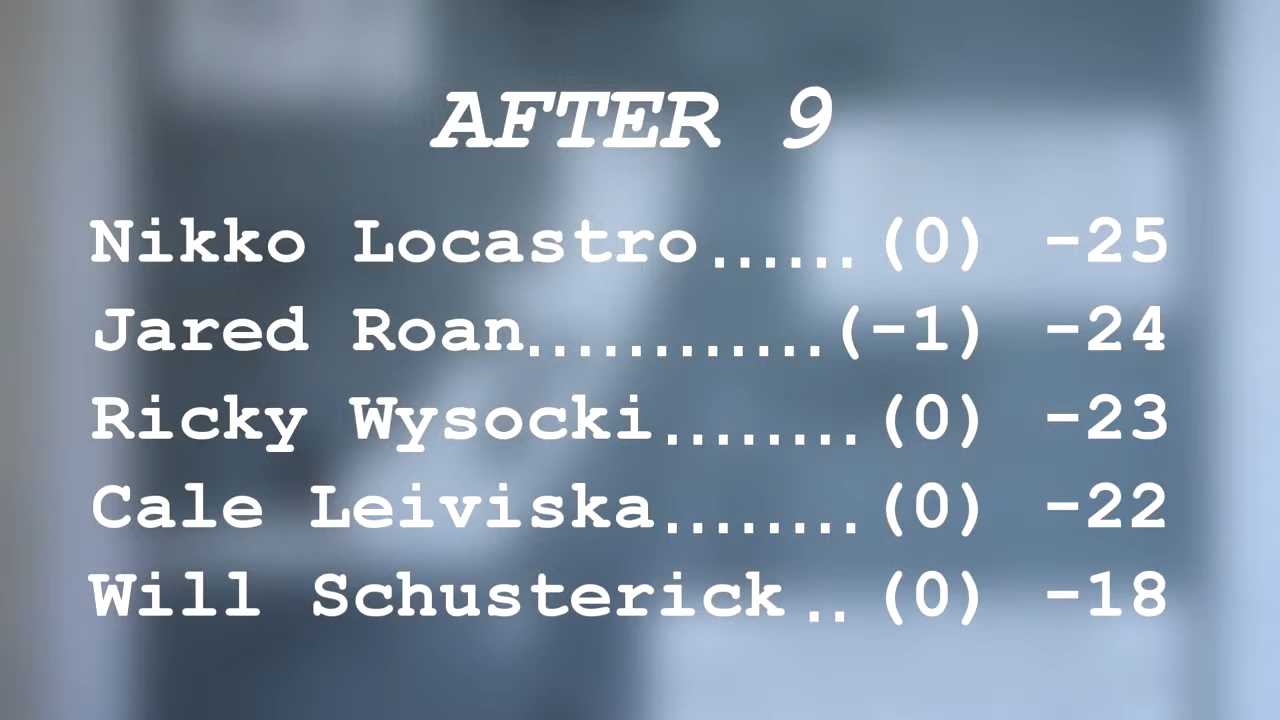 AFTER 9
Nikko Locastro......(0) -25
Jared Roan............(-1) -24
Ricky Wysocki........(0) -23
Cale Leiviska........(0) -22
Will Schusterick..(0) -18